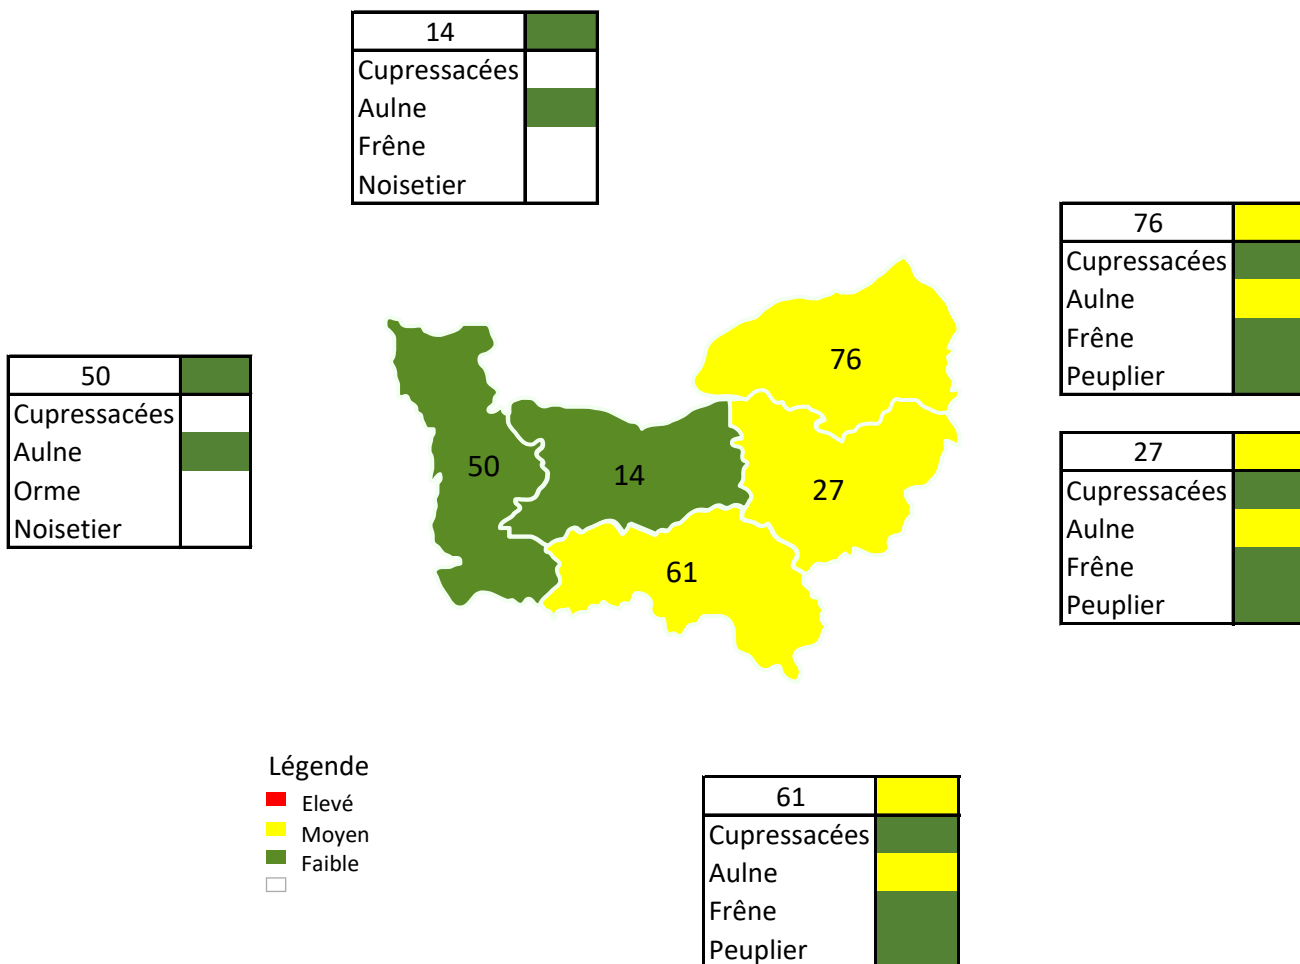 14
Cupressacées
Aulne
Frêne
Noisetier
76
Cupressacées
Aulne
Frêne
Peuplier
50
Cupressacées
Aulne
Orme
Noisetier
27
Cupressacées
Aulne
Frêne
Peuplier
76
50
14
27
61
Légende
Elevé
Moyen
Faible
61
Cupressacées
Aulne
Frêne
Peuplier